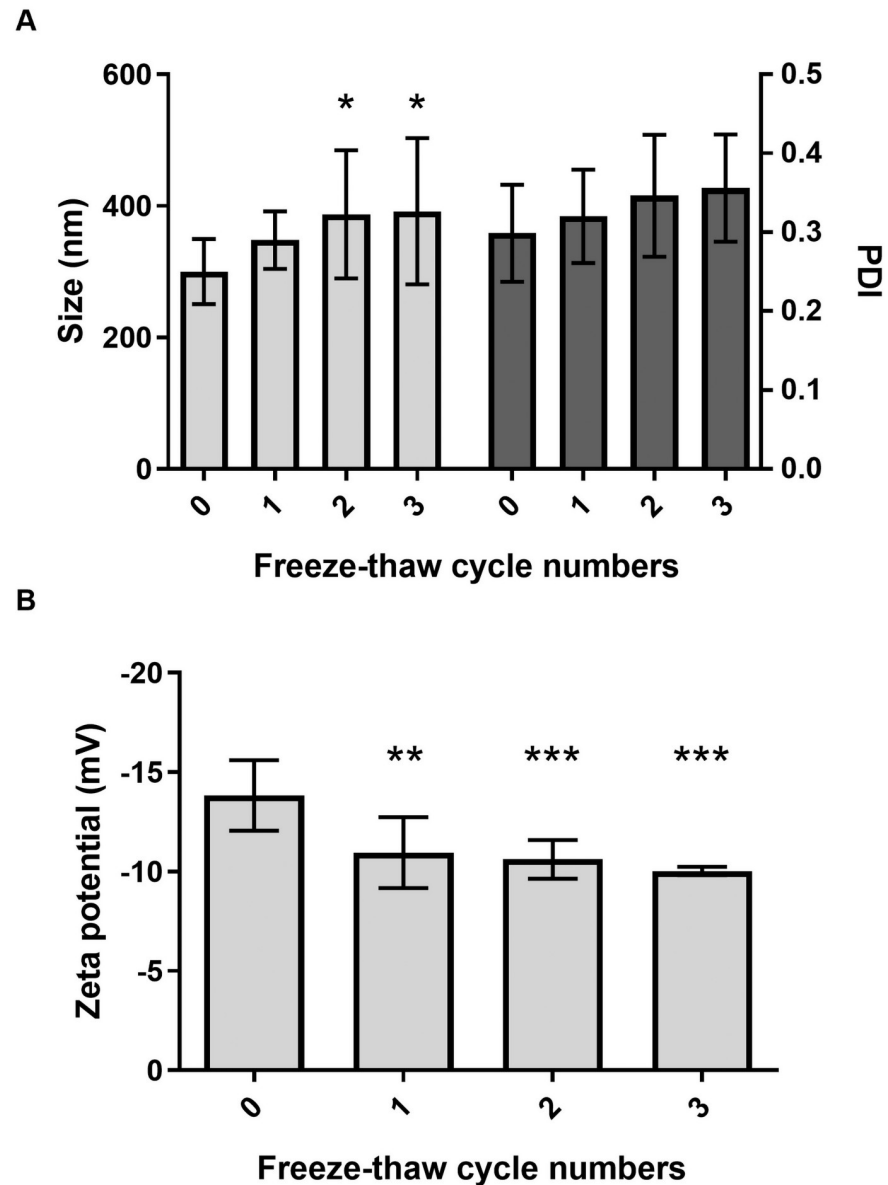 A
600
400
200
0
Size (nm)
* *
0.5
0.4
0.3
0.2
0.1
0.0
PDI
0 1 2 3 0 1 2 3
Freeze-thaw cycle numbers
B
-20
-15
-10
-5
0
Zeta potential (mV)
** *** ***
0 1 2 3
Freeze-thaw cycle numbers